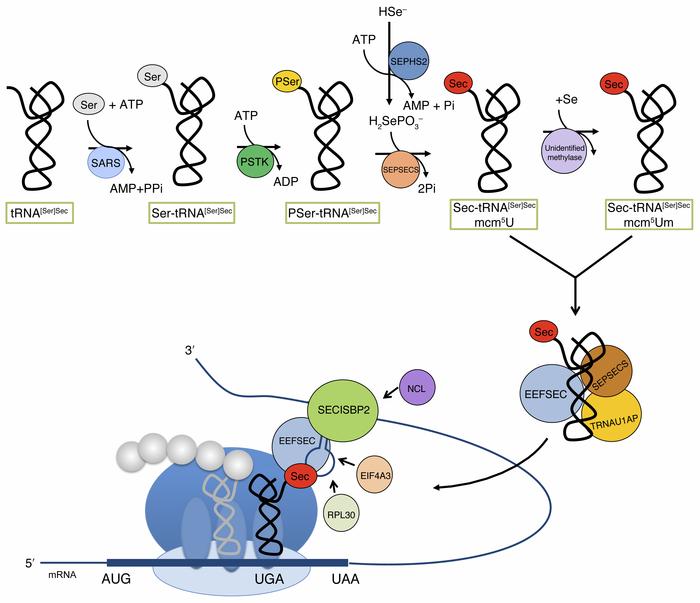 HSe⁻
ATP
SEPHS2
AMP + Pi
H₂SePO₃⁻
Ser
+ ATP
SARS
AMP+PPi
Ser
ATP
PSTK
ADP
PSer
SEPSECS
2Pi
Sec
+Se
Unidentified
methylase
Sec
tRNA[Ser]Sec
Ser-tRNA[Ser]Sec
PSer-tRNA[Ser]Sec
Sec-tRNA[Ser]Sec
mcm⁵U
Sec-tRNA[Ser]Sec
mcm⁵Um
Sec
EEFSEC
SEPSECS
TRNAU1AP
3′
SECISBP2
NCL
EEFSEC
Sec
EIF4A3
RPL30
5′
mRNA
AUG
UGA
UAA